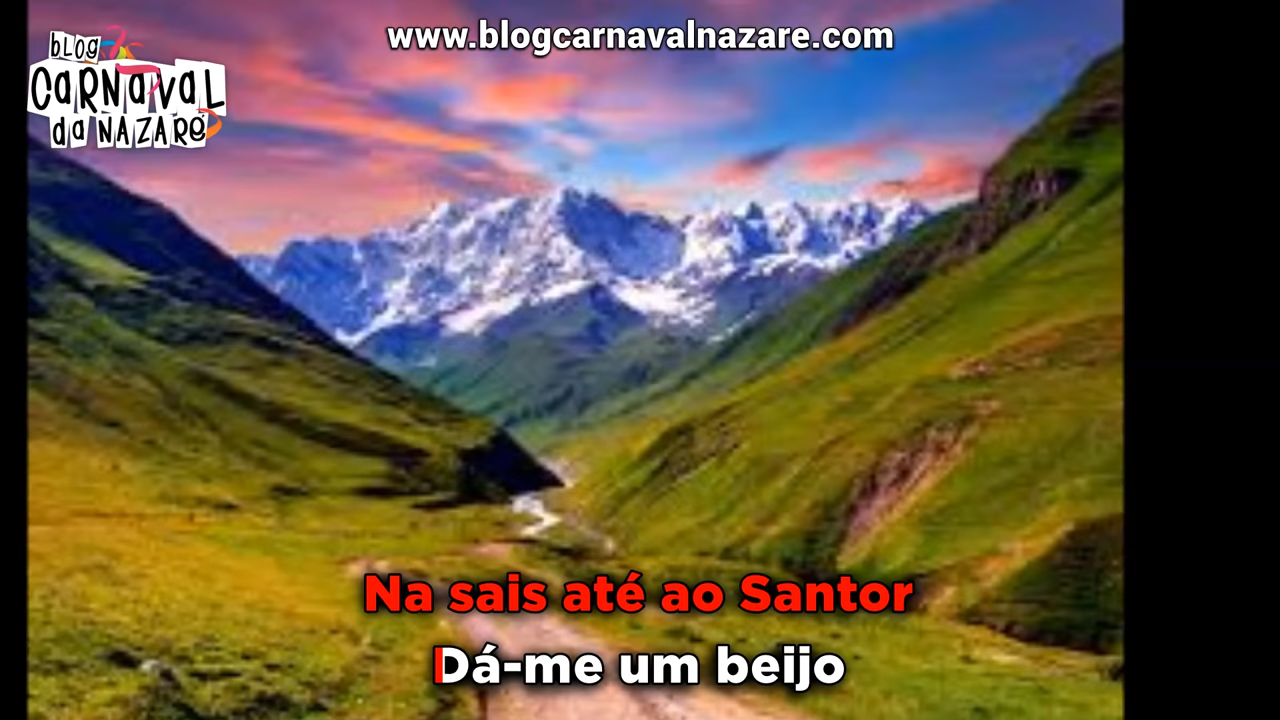 www.blogcarnavalnazare.com
BLOG
CARNAVAL
da NAZARÉ
Na sais até ao Santor
Dá-me um beijo